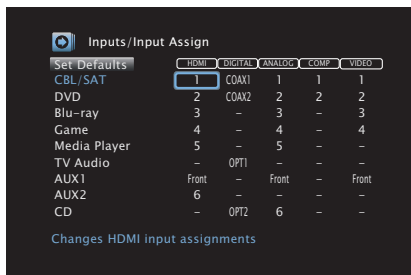 Inputs/Input Assign
Set Defaults HDMI DIGITAL ANALOG COMP VIDEO
CBL/SAT 1 COAX1 1 1 1
DVD 2 COAX2 2 2 2
Blu-ray 3 – 3 – 3
Game 4 – 4 – 4
Media Player 5 – 5 – –
TV Audio – OPT1 – – –
AUX1 Front – Front – Front
AUX2 6 – – – –
CD – OPT2 6 – –
Changes HDMI input assignments